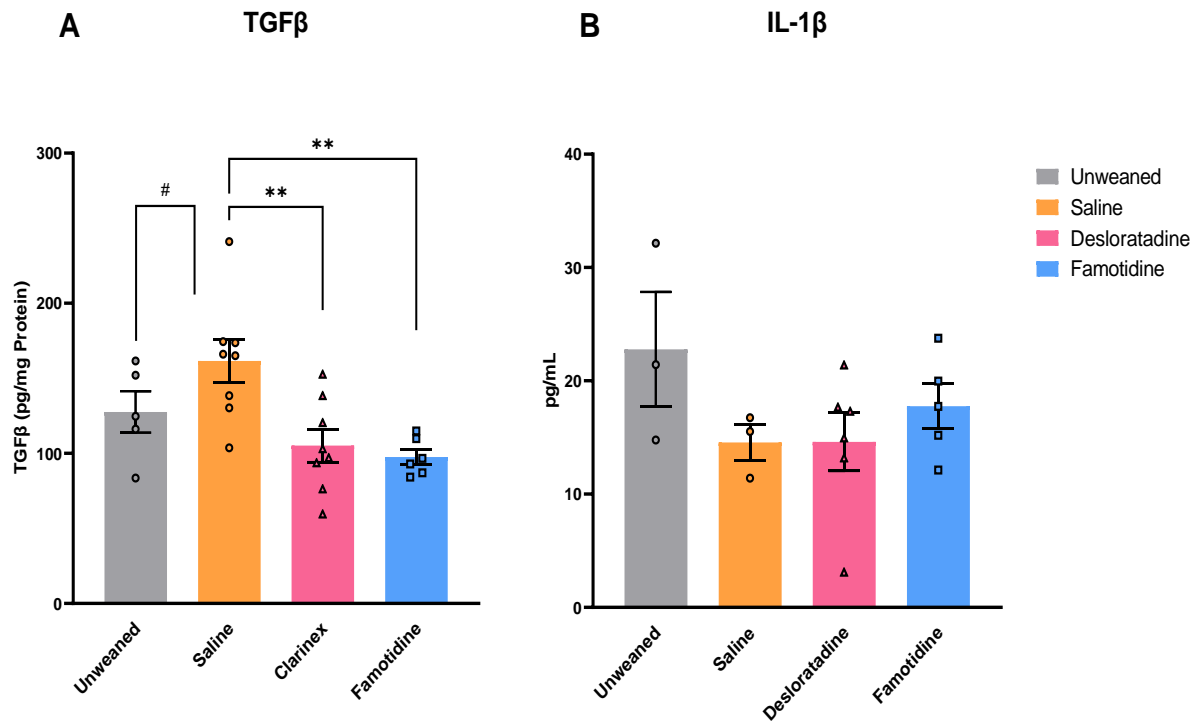 A
TGFβ
B
IL-1β
TGFβ (pg/mg Protein)
300
200
100
0
#
**
**
Unweaned
Saline
Clarinex
Famotidine
pg/mL
40
30
20
10
0
Unweaned
Saline
Desloratadine
Famotidine
Unweaned
Saline
Desloratadine
Famotidine